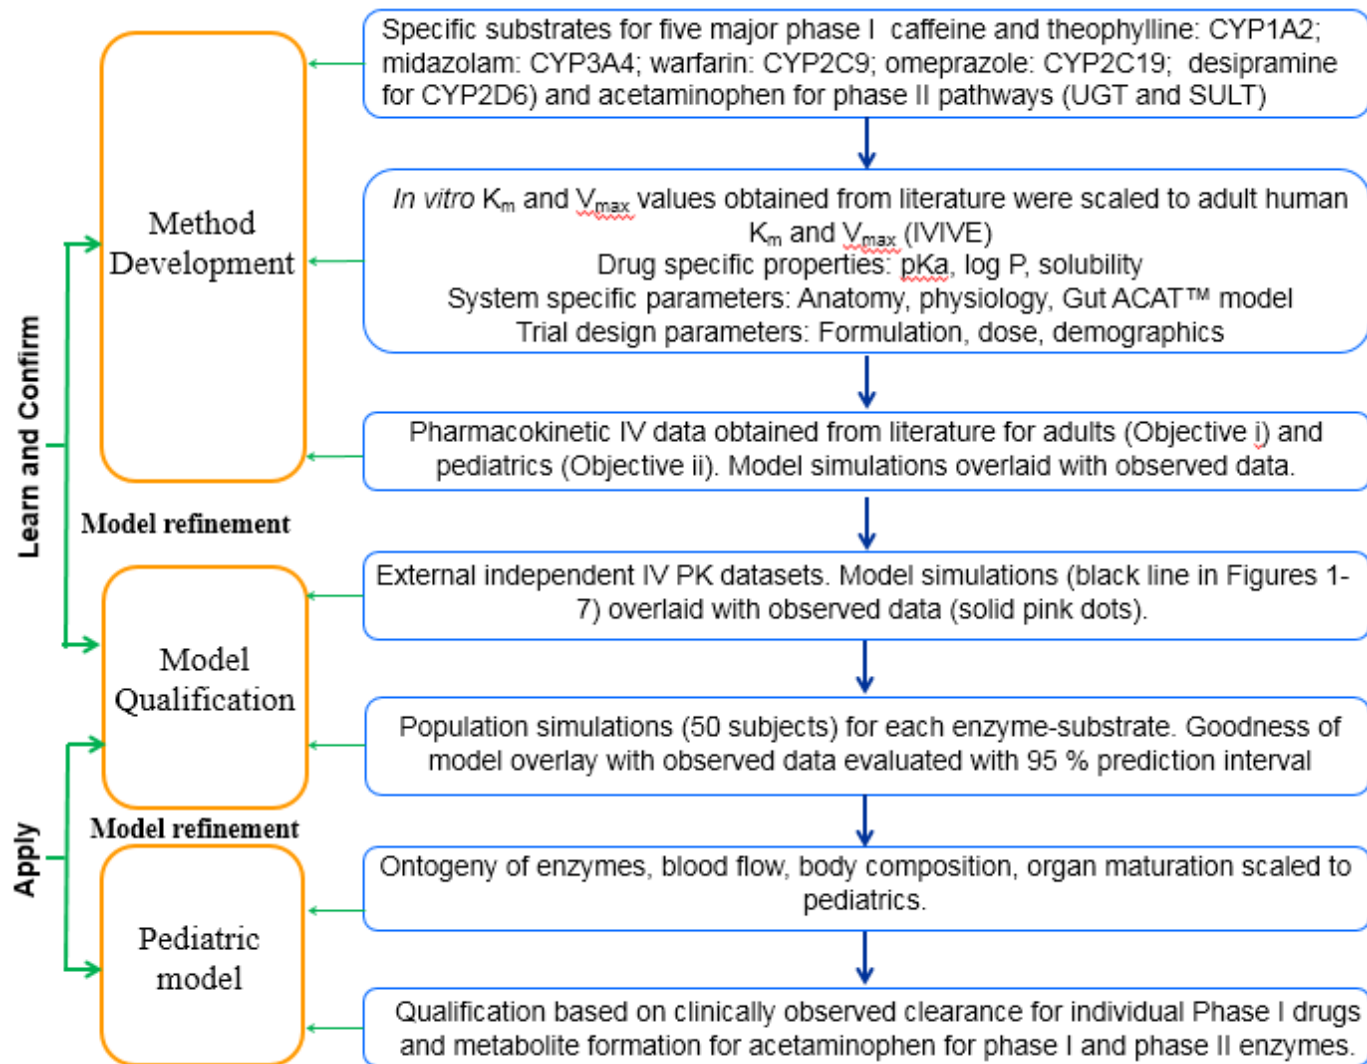 Specific substrates for five major phase I caffeine and theophylline: CYP1A2;
midazolam: CYP3A4; warfarin: CYP2C9; omeprazole: CYP2C19; desipramine
for CYP2D6) and acetaminophen for phase II pathways (UGT and SULT)
Method
Development
In vitro Km and Vmax values obtained from literature were scaled to adult human
Km and Vmax (IVIVE)
Drug specific properties: pKa, log P, solubility
System specific parameters: Anatomy, physiology, Gut ACAT™ model
Trial design parameters: Formulation, dose, demographics
Pharmacokinetic IV data obtained from literature for adults (Objective i) and
pediatrics (Objective ii). Model simulations overlaid with observed data.
Learn and Confirm
Model refinement
External independent IV PK datasets. Model simulations (black line in Figures 1-
7) overlaid with observed data (solid pink dots).
Model
Qualification
Population simulations (50 subjects) for each enzyme-substrate. Goodness of
model overlay with observed data evaluated with 95 % prediction interval
Apply
Model refinement
Ontogeny of enzymes, blood flow, body composition, organ maturation scaled to
pediatrics.
Pediatric
model
Qualification based on clinically observed clearance for individual Phase I drugs
and metabolite formation for acetaminophen for phase I and phase II enzymes.